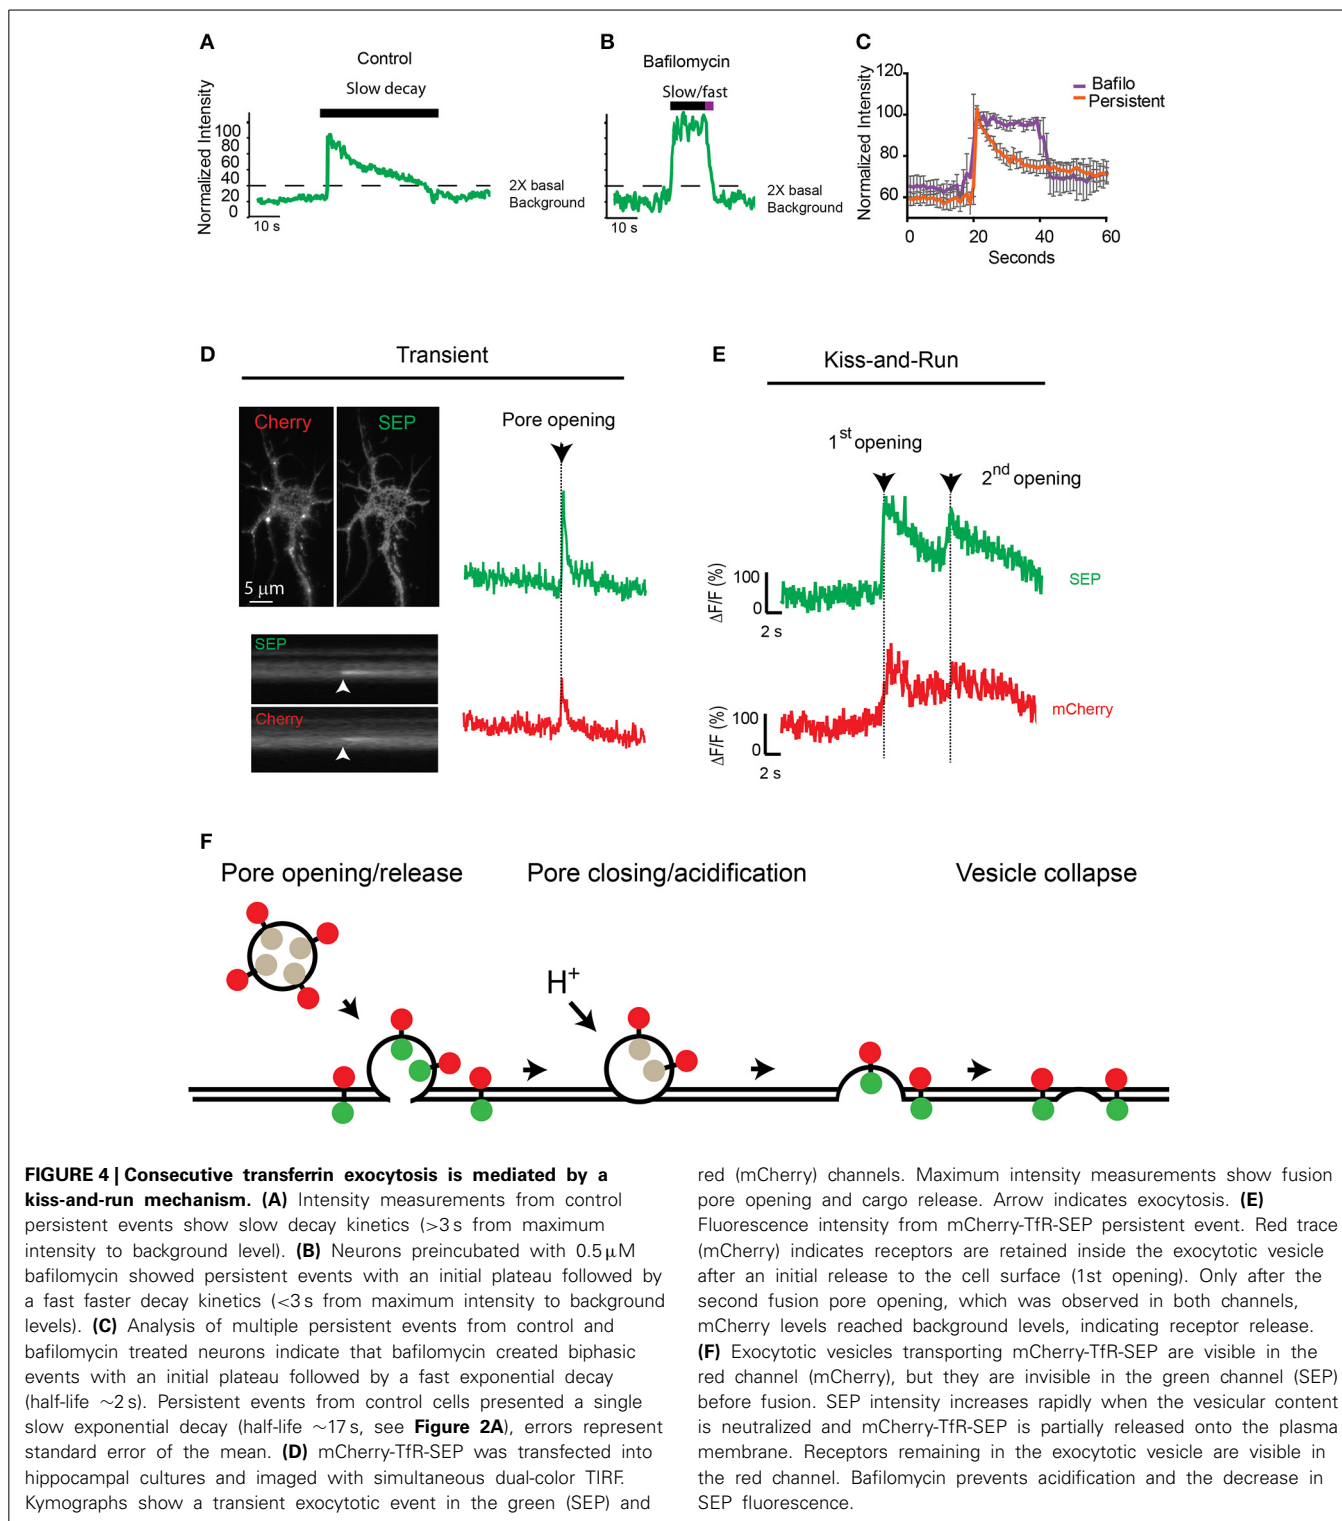 A
Control
Slow decay
Normalized Intensity
100
80
60
40
20
0
10 s
2X basal
Background
B
Bafilomycin
Slow/fast
10 s
2X basal
Background
C
Normalized Intensity
120
100
80
60
0
20
40
60
Seconds
Bafilo
Persistent
D
Transient
Cherry
SEP
5 µm
SEP
Cherry
Pore opening
E
Kiss-and-Run
1st opening
2nd opening
ΔF/F (%)
100
0
2 s
SEP
ΔF/F (%)
100
0
2 s
mCherry
F
Pore opening/release
Pore closing/acidification
Vesicle collapse
H+
FIGURE 4 | Consecutive transferrin exocytosis is mediated by a
kiss-and-run mechanism. (A) Intensity measurements from control
persistent events show slow decay kinetics (>3 s from maximum
intensity to background level). (B) Neurons preincubated with 0.5 µM
bafilomycin showed persistent events with an initial plateau followed by
a fast faster decay kinetics (<3 s from maximum intensity to background
levels). (C) Analysis of multiple persistent events from control and
bafilomycin treated neurons indicate that bafilomycin created biphasic
events with an initial plateau followed by a fast exponential decay
(half-life ∼2 s). Persistent events from control cells presented a single
slow exponential decay (half-life ∼17 s, see Figure 2A), errors represent
standard error of the mean. (D) mCherry-TfR-SEP was transfected into
hippocampal cultures and imaged with simultaneous dual-color TIRF.
Kymographs show a transient exocytotic event in the green (SEP) and
red (mCherry) channels. Maximum intensity measurements show fusion
pore opening and cargo release. Arrow indicates exocytosis. (E)
Fluorescence intensity from mCherry-TfR-SEP persistent event. Red trace
(mCherry) indicates receptors are retained inside the exocytotic vesicle
after an initial release to the cell surface (1st opening). Only after the
second fusion pore opening, which was observed in both channels,
mCherry levels reached background levels, indicating receptor release.
(F) Exocytotic vesicles transporting mCherry-TfR-SEP are visible in the
red channel (mCherry), but they are invisible in the green channel (SEP)
before fusion. SEP intensity increases rapidly when the vesicular content
is neutralized and mCherry-TfR-SEP is partially released onto the plasma
membrane. Receptors remaining in the exocytotic vesicle are visible in
the red channel. Bafilomycin prevents acidification and the decrease in
SEP fluorescence.